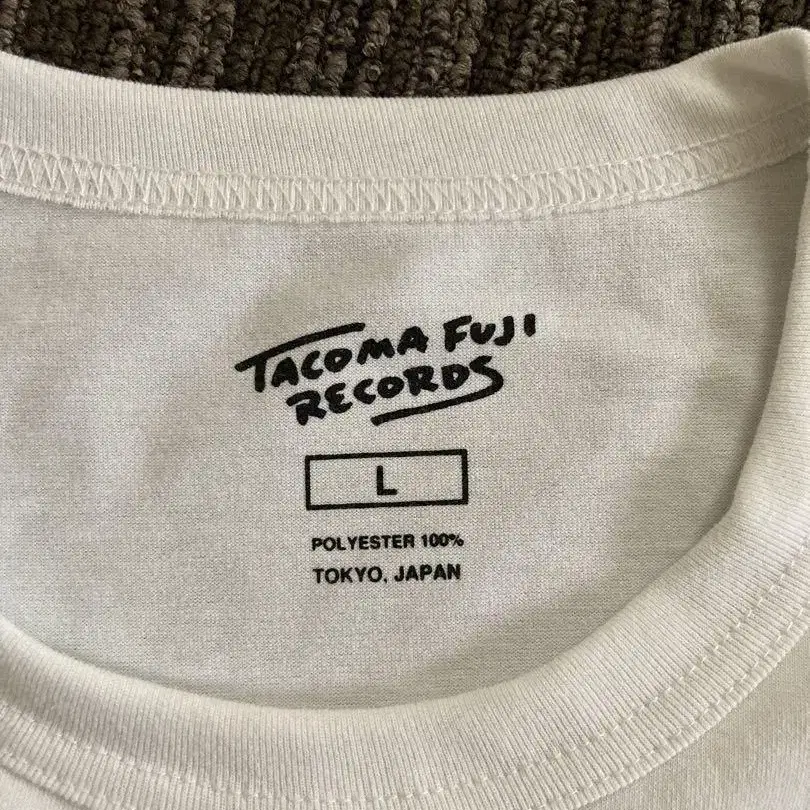 TACOMA FUJI
RECORDS
L
POLYESTER 100%
TOKYO, JAPAN